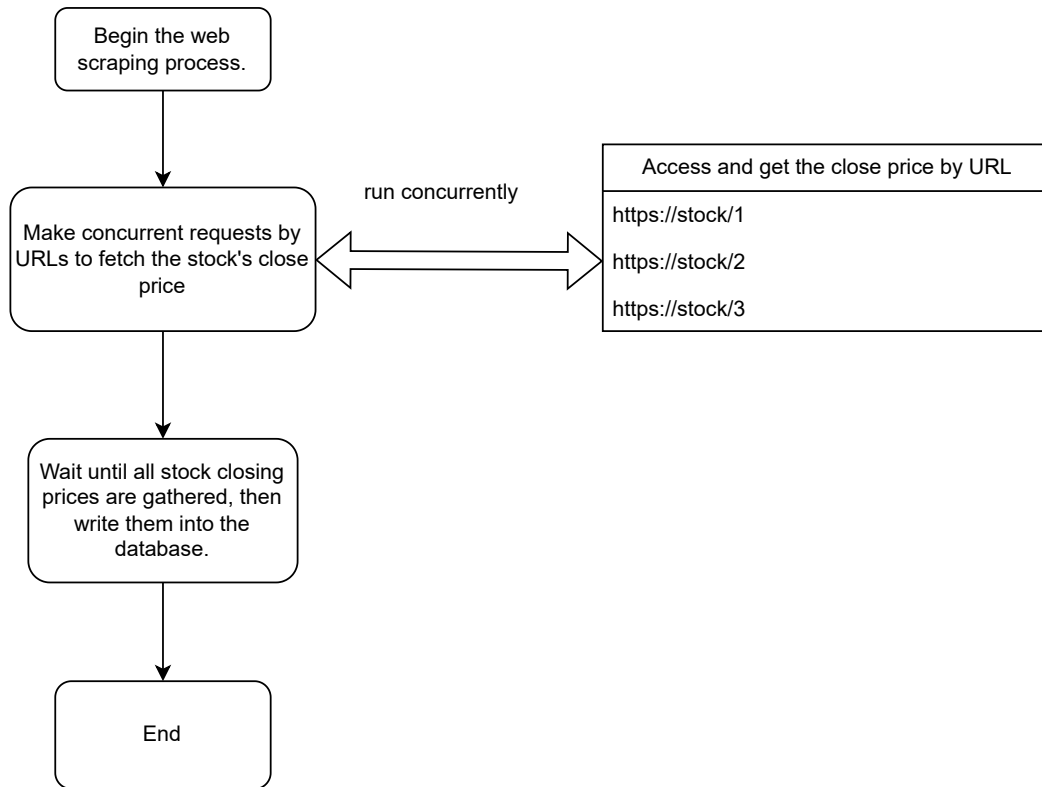 Begin the web
scraping process.
run concurrently
Access and get the close price by URL
Make concurrent requests by
URLs to fetch the stock's close
price
https://stock/1
https://stock/2
https://stock/3
Wait until all stock closing
prices are gathered, then
write them into the
database.
End